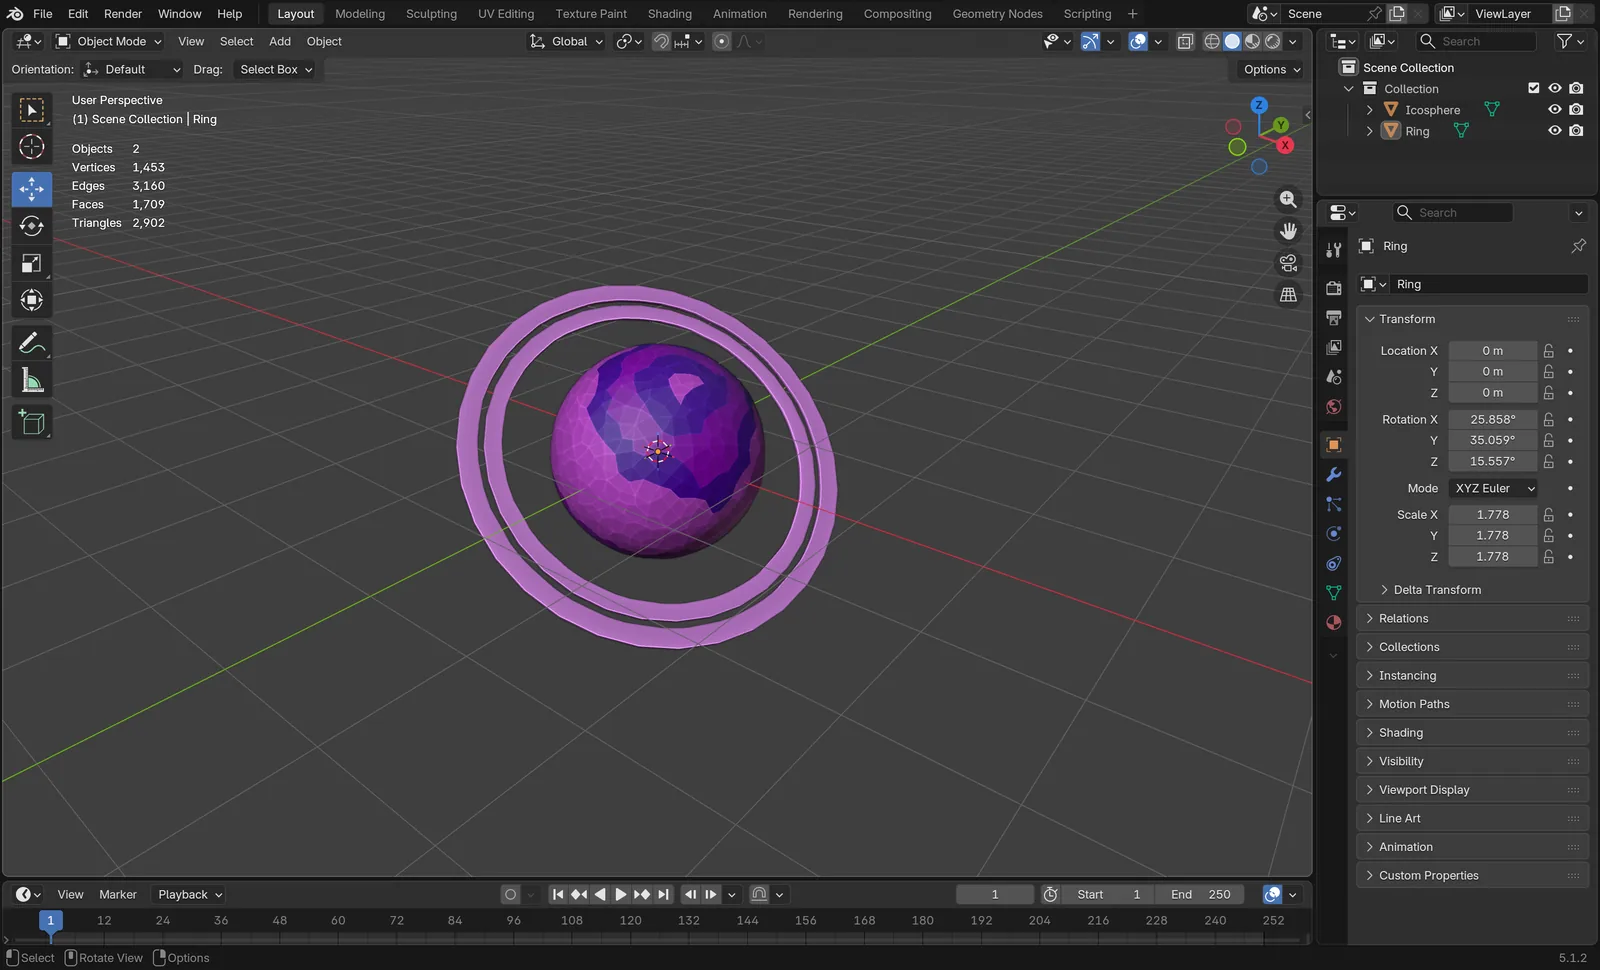 File Edit Render Window Help Layout Modeling Sculpting UV Editing Texture Paint Shading Animation Rendering Compositing Geometry Nodes Scripting + Scene ViewLayer
Object Mode View Select Add Object Global Search
Orientation: Default Drag: Select Box Options
User Perspective
(1) Scene Collection | Ring
Objects 2
Vertices 1,453
Edges 3,160
Faces 1,709
Triangles 2,902
Z
Y
X
Scene Collection
Collection
Icosphere
Ring
Search
Ring
Ring
Transform
Location X 0 m
Y 0 m
Z 0 m
Rotation X 25.858°
Y 35.059°
Z 15.557°
Mode XYZ Euler
Scale X 1.778
Y 1.778
Z 1.778
Delta Transform
Relations
Collections
Instancing
Motion Paths
Shading
Visibility
Viewport Display
Line Art
Animation
Custom Properties
View Marker Playback 1 Start 1 End 250
1 12 24 36 48 60 72 84 96 108 120 132 144 156 168 180 192 204 216 228 240 252
Select Rotate View Options 5.1.2